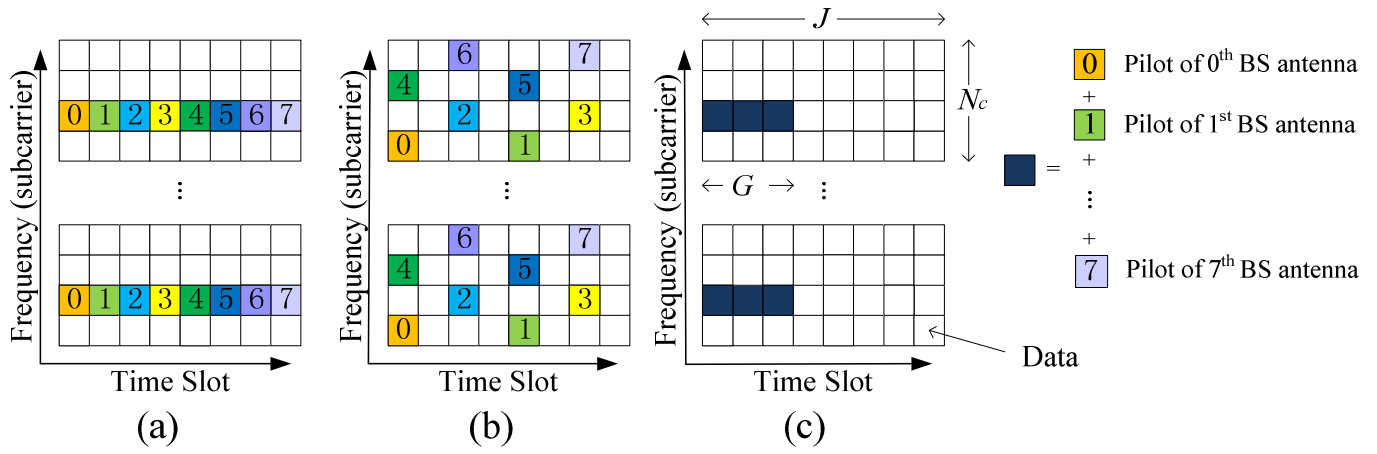 Frequency (subcarrier)
0 1 2 3 4 5 6 7
...
0 1 2 3 4 5 6 7
Time Slot
(a)
Frequency (subcarrier)
6 7
4 5
2 3
0 1
...
6 7
4 5
2 3
0 1
Time Slot
(b)
J
Frequency (subcarrier)
N_c
G
...
Data
Time Slot
(c)
=
0 Pilot of 0th BS antenna
+
1 Pilot of 1st BS antenna
+
+
...
+
7 Pilot of 7th BS antenna